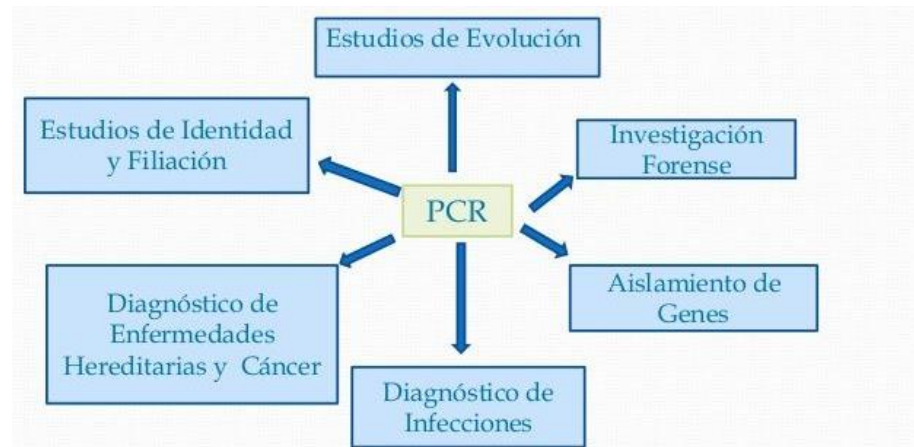 Estudios de Evolución
Estudios de Identidad
y Filiación
Investigación
Forense
PCR
Diagnóstico de
Enfermedades
Hereditarias y Cáncer
Aislamiento de
Genes
Diagnóstico de
Infecciones